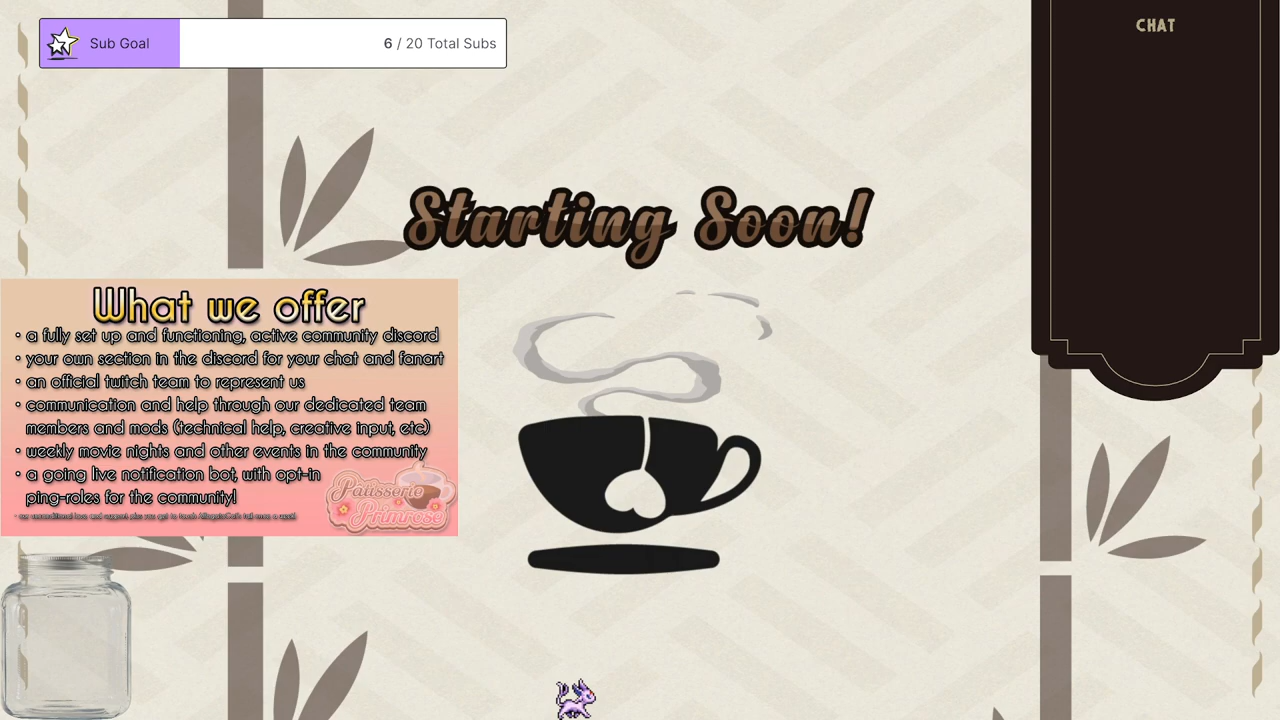 Sub Goal
6 / 20 Total Subs
CHAT
Starting Soon!
What we offer
• a fully set up and functioning, active community discord
• your own section in the discord for your chat and fanart
• an official twitch team to represent us
• communication and help through our dedicated team
members and mods (technical help, creative input, etc)
• weekly movie nights and other events in the community
• a going live notification bot, with opt-in
ping-roles for the community!
Patisserie
Primrose